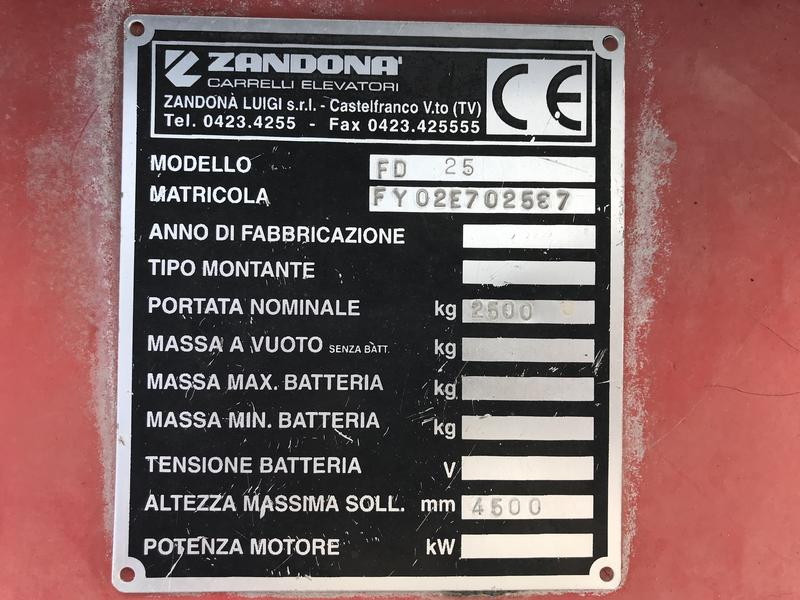 ZANDONA'
CARRELLI ELEVATORI
ZANDONÀ LUIGI s.r.l. - Castelfranco V.to (TV)
Tel. 0423.4255 - Fax 0423.425555
CE
MODELLO FD 25
MATRICOLA FY02E702587
ANNO DI FABBRICAZIONE
TIPO MONTANTE
PORTATA NOMINALE kg 2500
MASSA A VUOTO SENZA BATT. kg
MASSA MAX. BATTERIA kg
MASSA MIN. BATTERIA kg
TENSIONE BATTERIA V
ALTEZZA MASSIMA SOLL. mm 4500
POTENZA MOTORE kW